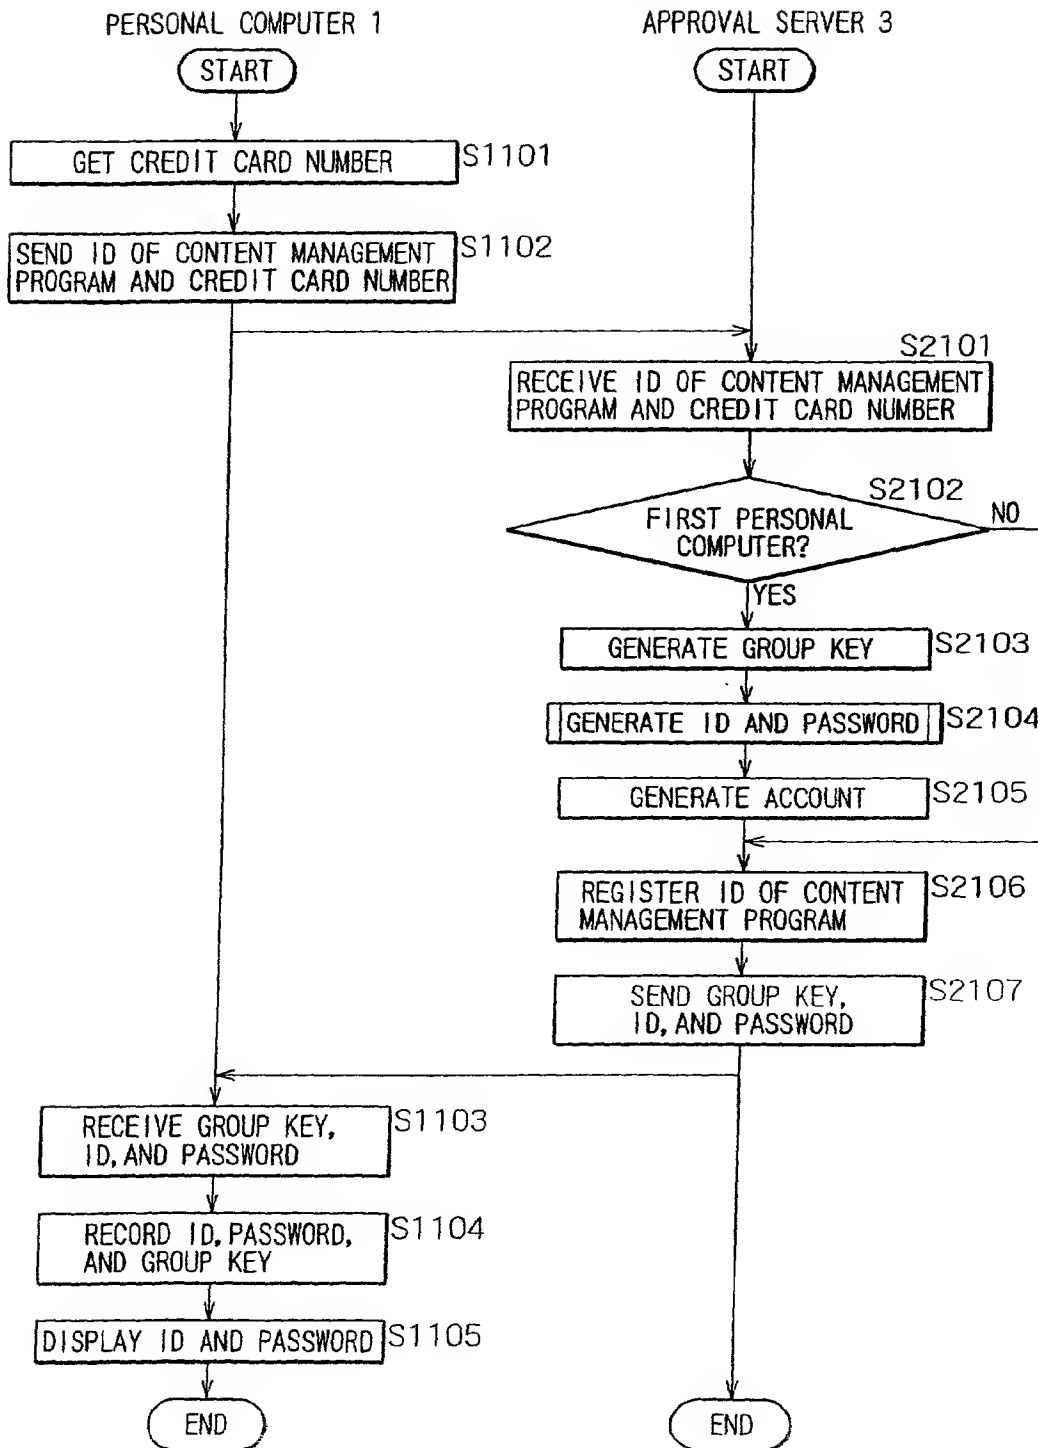 PERSONAL COMPUTER 1
APPROVAL SERVER 3
START
START
GET CREDIT CARD NUMBER
S1101
SEND ID OF CONTENT MANAGEMENT
PROGRAM AND CREDIT CARD NUMBER
S1102
S2101
RECEIVE ID OF CONTENT MANAGEMENT
PROGRAM AND CREDIT CARD NUMBER
S2102
FIRST PERSONAL
COMPUTER?
NO
YES
GENERATE GROUP KEY
S2103
GENERATE ID AND PASSWORD
S2104
GENERATE ACCOUNT
S2105
REGISTER ID OF CONTENT
MANAGEMENT PROGRAM
S2106
SEND GROUP KEY,
ID, AND PASSWORD
S2107
RECEIVE GROUP KEY,
ID, AND PASSWORD
S1103
RECORD ID, PASSWORD,
AND GROUP KEY
S1104
DISPLAY ID AND PASSWORD
S1105
END
END